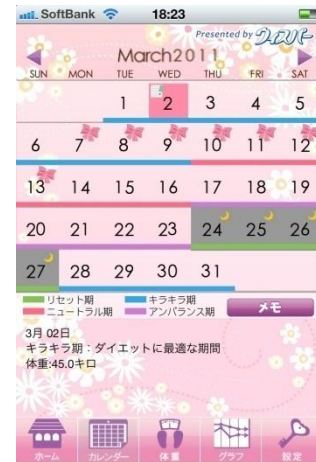 SoftBank 18:23
Presented by
March2011
SUN MON TUE WED THU FRI SAT
1 2 3 4 5
6 7 8 9 10 11 12
13 14 15 16 17 18 19
20 21 22 23 24 25 26
27 28 29 30 31
リセット期 キラキラ期
ニュートラル期 アンバランス期
メモ
3月 02日
キラキラ期：ダイエットに最適な期間
体重:45.0キロ
ホーム カレンダー 体重 グラフ 設定